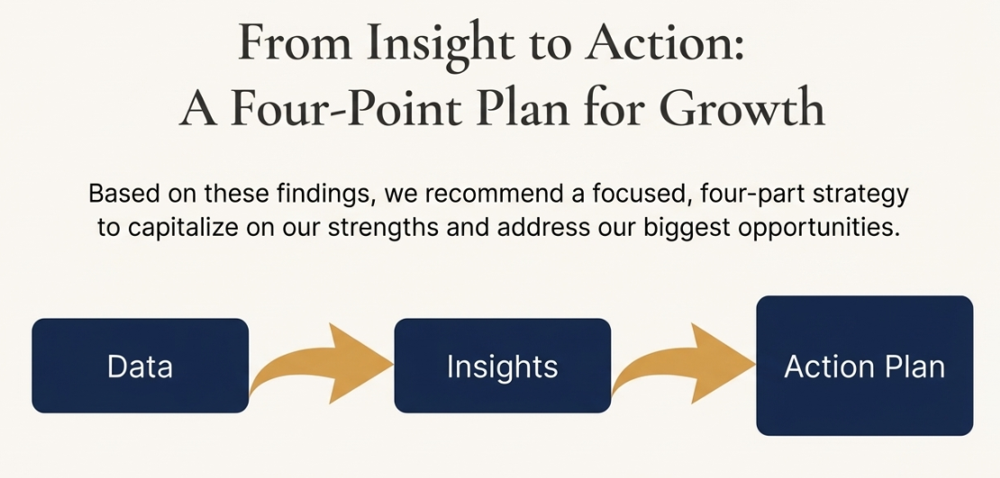 From Insight to Action:
A Four-Point Plan for Growth
Based on these findings, we recommend a focused, four-part strategy
to capitalize on our strengths and address our biggest opportunities.
Data
Insights
Action Plan